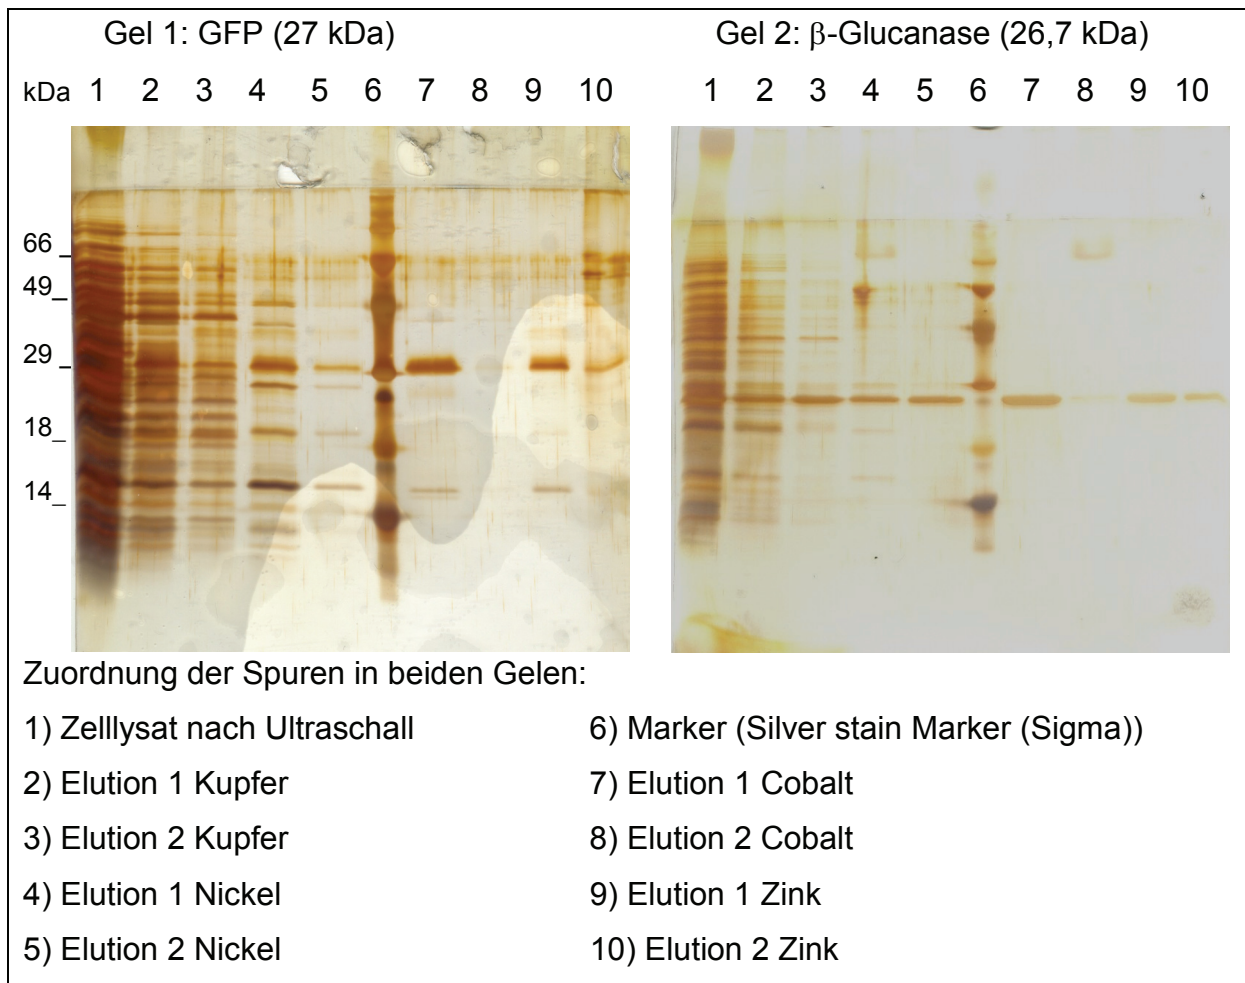 Gel 1: GFP (27 kDa)
Gel 2: β-Glucanase (26,7 kDa)
kDa 1 2 3 4 5 6 7 8 9 10
1 2 3 4 5 6 7 8 9 10
66
49
29
18
14
Zuordnung der Spuren in beiden Gelen:
1) Zelllysat nach Ultraschall
2) Elution 1 Kupfer
3) Elution 2 Kupfer
4) Elution 1 Nickel
5) Elution 2 Nickel
6) Marker (Silver stain Marker (Sigma))
7) Elution 1 Cobalt
8) Elution 2 Cobalt
9) Elution 1 Zink
10) Elution 2 Zink